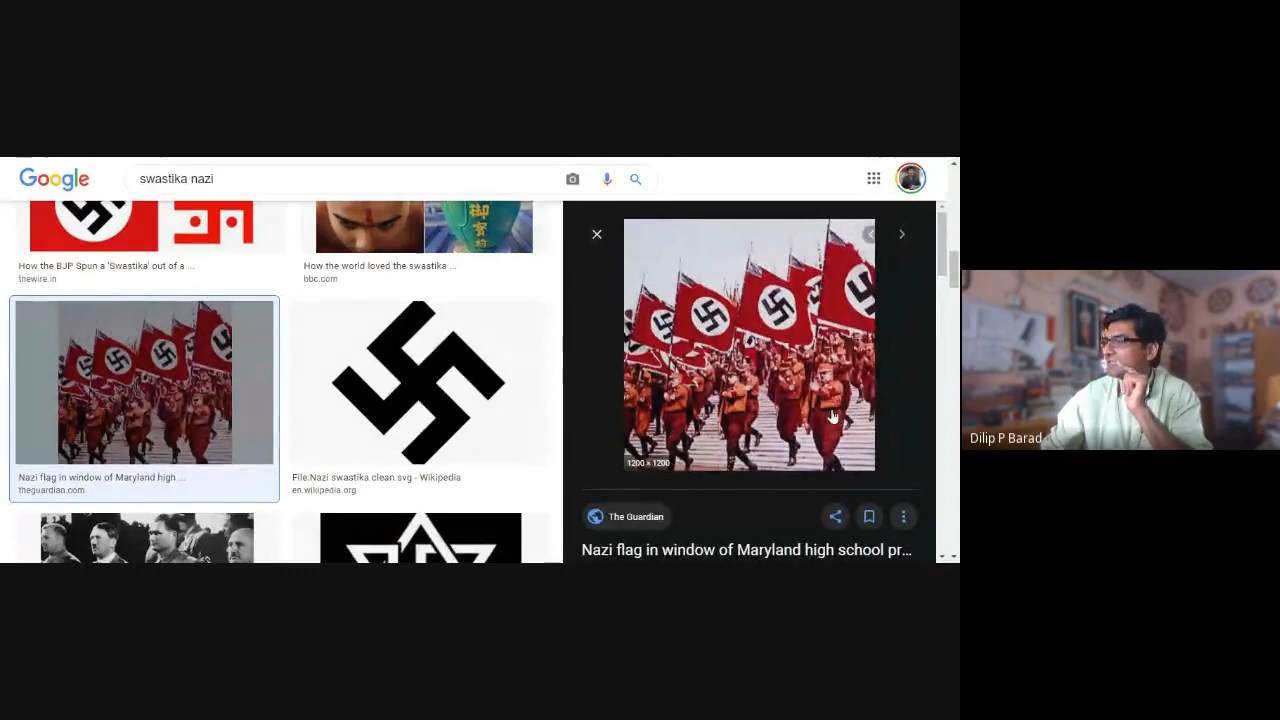 Google
swastika nazi
How the BJP Spun a 'Swastika' out of a ...
thewire.in
How the world loved the swastika ...
bbc.com
御
Nazi flag in window of Maryland high ...
theguardian.com
File:Nazi swastika clean.svg - Wikipedia
en.wikipedia.org
1200 × 1200
The Guardian
Nazi flag in window of Maryland high school pr...
Dilip P Barad